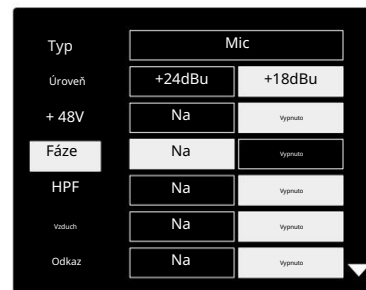 Typ Mic
Úroveň +24dBu +18dBu
+ 48V Na Vypnuto
Fáze Na Vypnuto
HPF Na Vypnuto
Vzduch Na Vypnuto
Odkaz Na Vypnuto